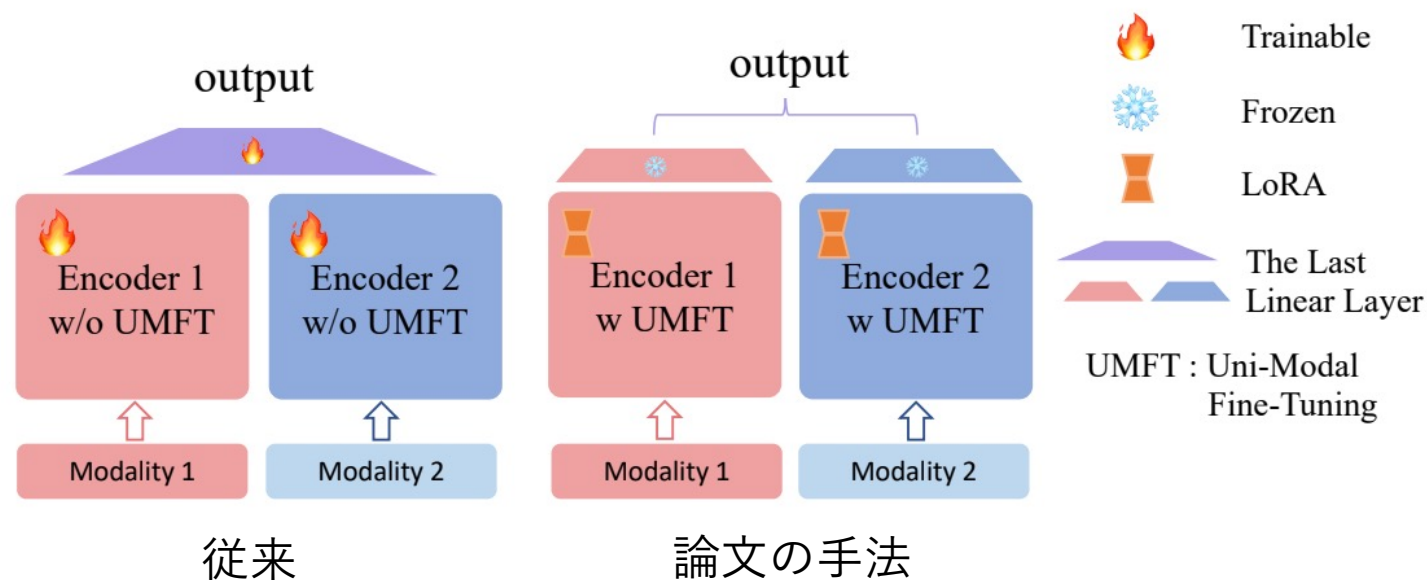 output
Encoder 1
w/o UMFT
Encoder 2
w/o UMFT
Modality 1
Modality 2
従来
output
Encoder 1
w UMFT
Encoder 2
w UMFT
Modality 1
Modality 2
論文の手法
Trainable
Frozen
LoRA
The Last
Linear Layer
UMFT : Uni-Modal
Fine-Tuning